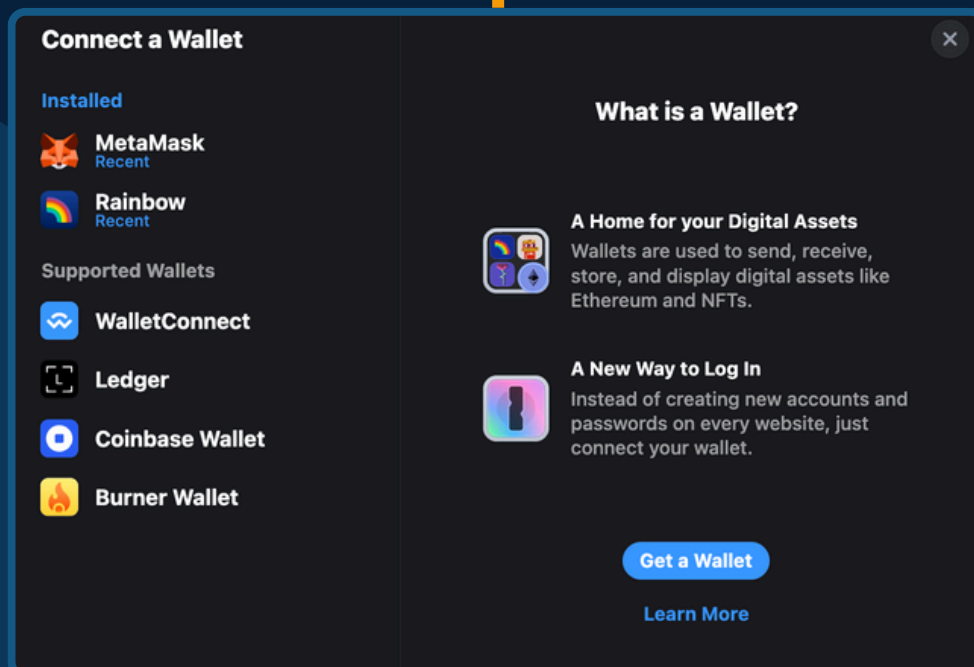 Connect a Wallet
Installed
MetaMask
Recent
Rainbow
Recent
Supported Wallets
WalletConnect
Ledger
Coinbase Wallet
Burner Wallet
What is a Wallet?
A Home for your Digital Assets
Wallets are used to send, receive,
store, and display digital assets like
Ethereum and NFTs.
A New Way to Log In
Instead of creating new accounts and
passwords on every website, just
connect your wallet.
Get a Wallet
Learn More